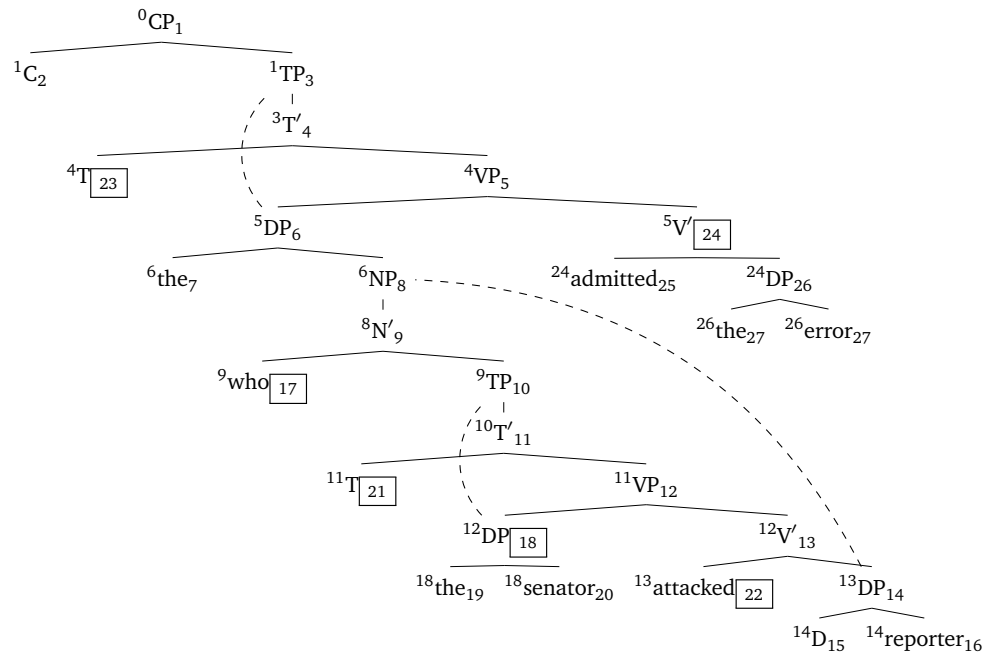 ⁰CP₁
¹C₂ ¹TP₃
³T′₄
⁴T 23 ⁴VP₅
⁵DP₆ ⁵V′ 24
⁶the₇ ⁶NP₈ ²⁴admitted₂₅ ²⁴DP₂₆
⁸N′₉ ²⁶the₂₇ ²⁶error₂₇
⁹who 17 ⁹TP₁₀
¹⁰T′₁₁
¹¹T 21 ¹¹VP₁₂
¹²DP 18 ¹²V′₁₃
¹⁸the₁₉ ¹⁸senator₂₀ ¹³attacked 22 ¹³DP₁₄
¹⁴D₁₅ ¹⁴reporter₁₆